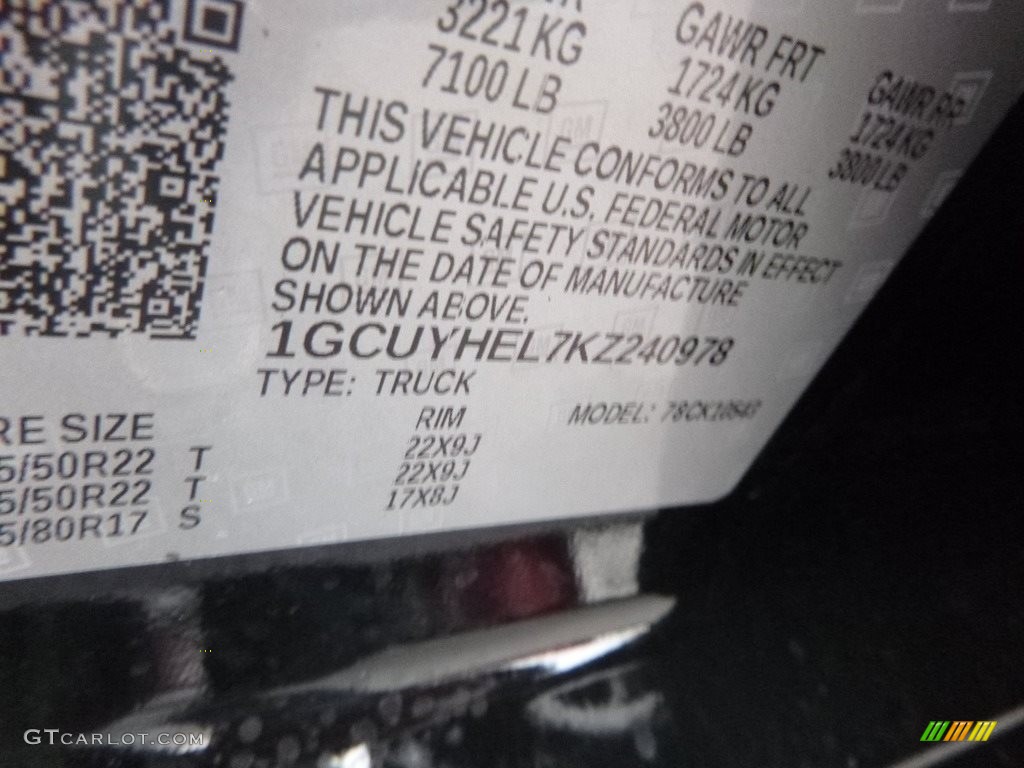 3221 KG
7100 LB
GAWR FRT
1724 KG
3800 LB
GAWR RR
1724 KG
3800 LB
THIS VEHICLE CONFORMS TO ALL
APPLICABLE U.S. FEDERAL MOTOR
VEHICLE SAFETY STANDARDS IN EFFECT
ON THE DATE OF MANUFACTURE
SHOWN ABOVE.
1GCUYHEL7KZ240978
TYPE: TRUCK
MODEL:
RE SIZE
RIM
5/50R22 T 22X9J
5/50R22 T 22X9J
5/80R17 S 17X8J
GTCARLOT.COM